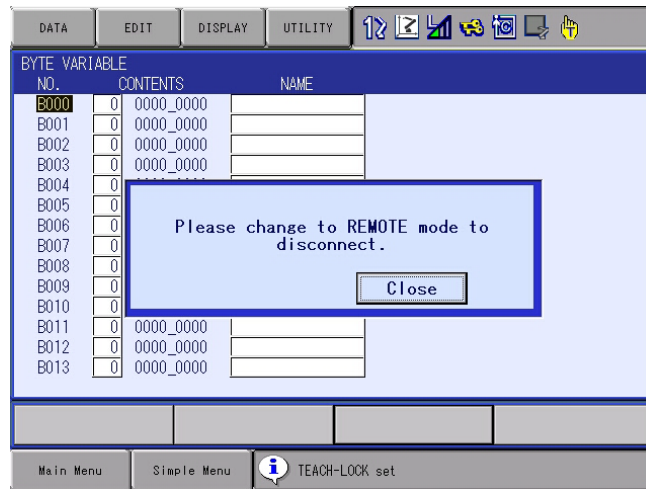 DATA EDIT DISPLAY UTILITY
BYTE VARIABLE
NO. CONTENTS NAME
B000 0 0000_0000
B001 0 0000_0000
B002 0 0000_0000
B003 0 0000_0000
B004 0
B005 0
B006 0
B007 0
B008 0
B009 0
B010 0
B011 0 0000_0000
B012 0 0000_0000
B013 0 0000_0000
Please change to REMOTE mode to
disconnect.
Close
Main Menu Simple Menu TEACH-LOCK set